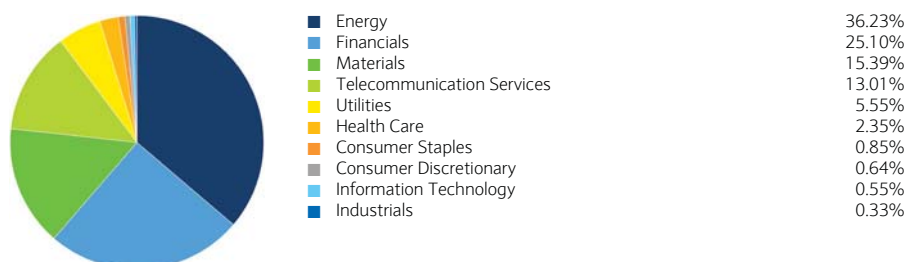 Energy 36.23%
Financials 25.10%
Materials 15.39%
Telecommunication Services 13.01%
Utilities 5.55%
Health Care 2.35%
Consumer Staples 0.85%
Consumer Discretionary 0.64%
Information Technology 0.55%
Industrials 0.33%